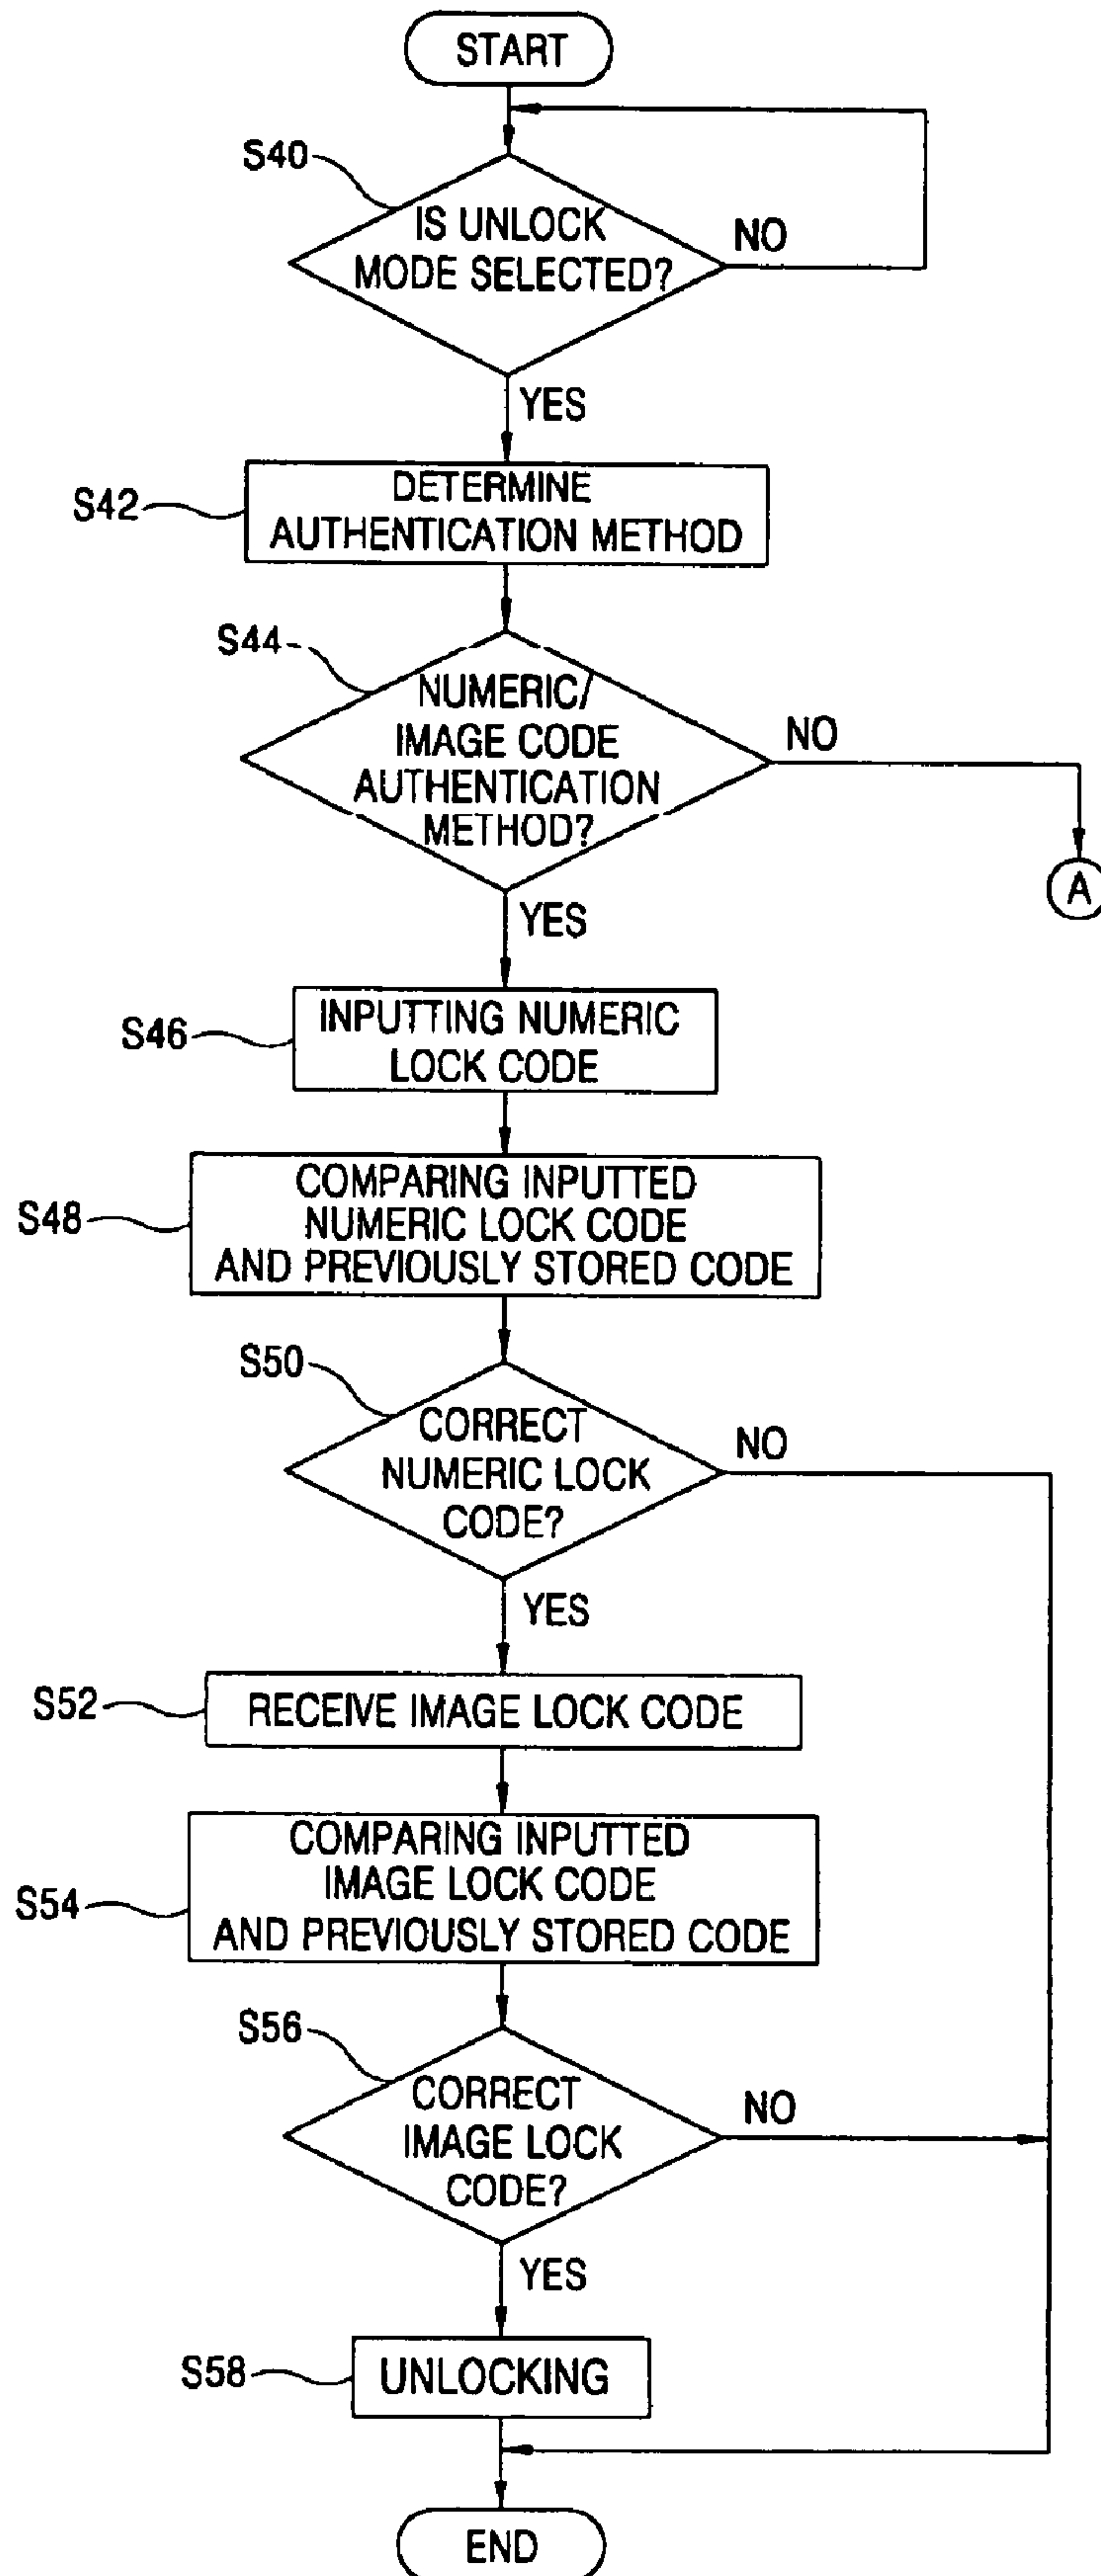 START
S40
IS UNLOCK
MODE SELECTED?
NO
YES
S42
DETERMINE
AUTHENTICATION METHOD
S44
NUMERIC/
IMAGE CODE
AUTHENTICATION
METHOD?
NO
A
YES
S46
INPUTTING NUMERIC
LOCK CODE
S48
COMPARING INPUTTED
NUMERIC LOCK CODE
AND PREVIOUSLY STORED CODE
S50
CORRECT
NUMERIC LOCK
CODE?
NO
YES
S52
RECEIVE IMAGE LOCK CODE
S54
COMPARING INPUTTED
IMAGE LOCK CODE
AND PREVIOUSLY STORED CODE
S56
CORRECT
IMAGE LOCK
CODE?
NO
YES
S58
UNLOCKING
END